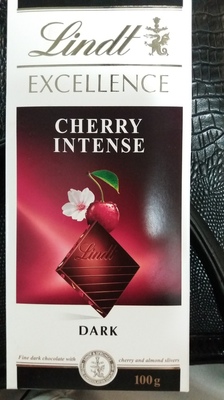 Lindt
EXCELLENCE
CHERRY
INTENSE
Lindt
DARK
Fine dark chocolate with cherry and almond slivers
100g